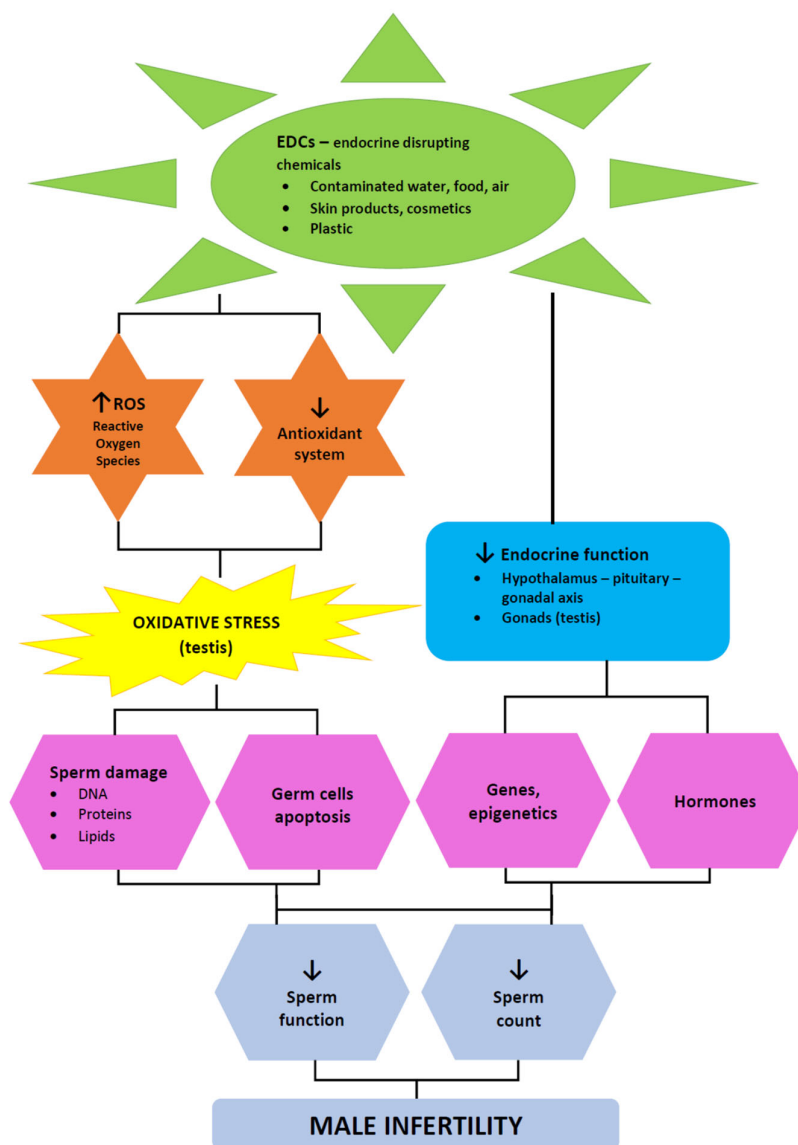 EDCs – endocrine disrupting
chemicals
• Contaminated water, food, air
• Skin products, cosmetics
• Plastic
↑ ROS
Reactive
Oxygen
Species
↓
Antioxidant
system
↓ Endocrine function
• Hypothalamus – pituitary –
gonadal axis
• Gonads (testis)
OXIDATIVE STRESS
(testis)
Sperm damage
• DNA
• Proteins
• Lipids
Germ cells
apoptosis
Genes,
epigenetics
Hormones
↓
Sperm
function
↓
Sperm
count
MALE INFERTILITY